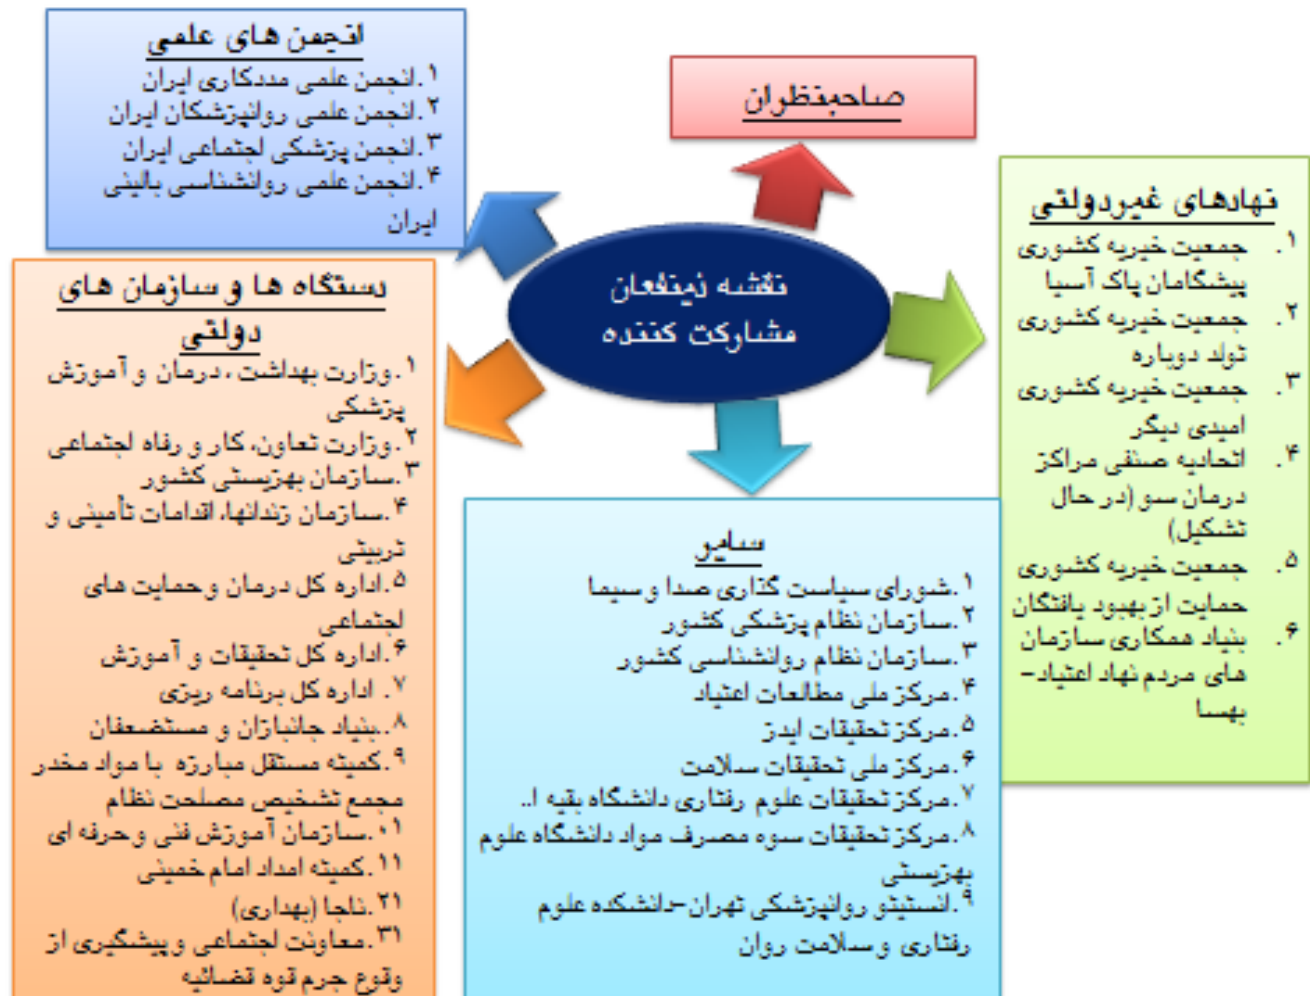 انجمن های علمی
۱.انجمن علمی مددکاری ایران
۲.انجمن علمی روانپزشکان ایران
۳.انجمن پزشکی اجتماعی ایران
۴.انجمن علمی روانشناسی بالینی
ایران
صاحبنظران
نقشه ذینفعان
مشارکت کننده
نهادهای غیردولتی
۱. جمعیت خیریه کشوری
پیشگامان پاک آسیا
۲. جمعیت خیریه کشوری
تولد دوباره
۳. جمعیت خیریه کشوری
امیدی دیگر
۴. اتحادیه صنفی مراکز
درمان سو (در حال
تشکیل)
۵. جمعیت خیریه کشوری
حمایت از بهبود یافتگان
۶. بنیاد همکاری سازمان
های مردم نهاد اعتیاد-
بهسا
دستگاه ها و سازمان های
دولتی
۱.وزارت بهداشت ، درمان و آموزش
پزشکی
۲.وزارت تعاون، کار و رفاه اجتماعی
۳.سازمان بهزیستی کشور
۴.سازمان زندانها، اقدامات تأمینی و
تربیتی
۵.اداره کل درمان و حمایت های
اجتماعی
۶.اداره کل تحقیقات و آموزش
۷. اداره کل برنامه ریزی
۸.بنیاد جانبازان و مستضعفان
۹.کمیته مستقل مبارزه با مواد مخدر
مجمع تشخیص مصلحت نظام
۰۱.سازمان آموزش فنی و حرفه ای
۱۱.کمیته امداد امام خمینی
۲۱.ناجا (بهداری)
۳۱.معاونت اجتماعی و پیشگیری از
وقوع جرم قوه قضائیه
سایر
۱.شورای سیاست گذاری صدا و سیما
۲.سازمان نظام پزشکی کشور
۳.سازمان نظام روانشناسی کشور
۴.مرکز ملی مطالعات اعتیاد
۵.مرکز تحقیقات ایدز
۶.مرکز ملی تحقیقات سلامت
۷.مرکز تحقیقات علوم رفتاری دانشگاه بقیه ا..
۸.مرکز تحقیقات سوء مصرف مواد دانشگاه علوم
بهزیستی
۹.انستیتو روانپزشکی تهران-دانشکده علوم
رفتاری و سلامت روان